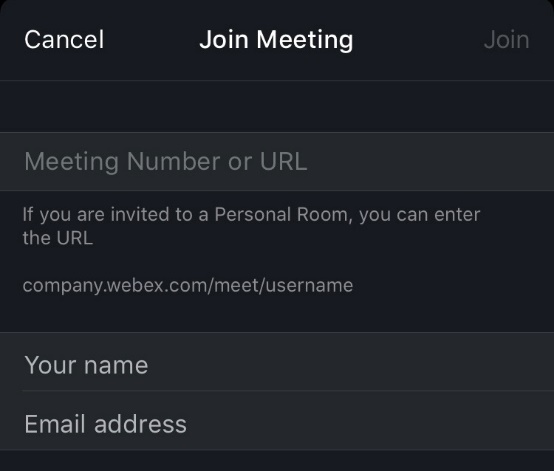 Cancel Join Meeting Join
Meeting Number or URL
If you are invited to a Personal Room, you can enter
the URL
company.webex.com/meet/username
Your name
Email address